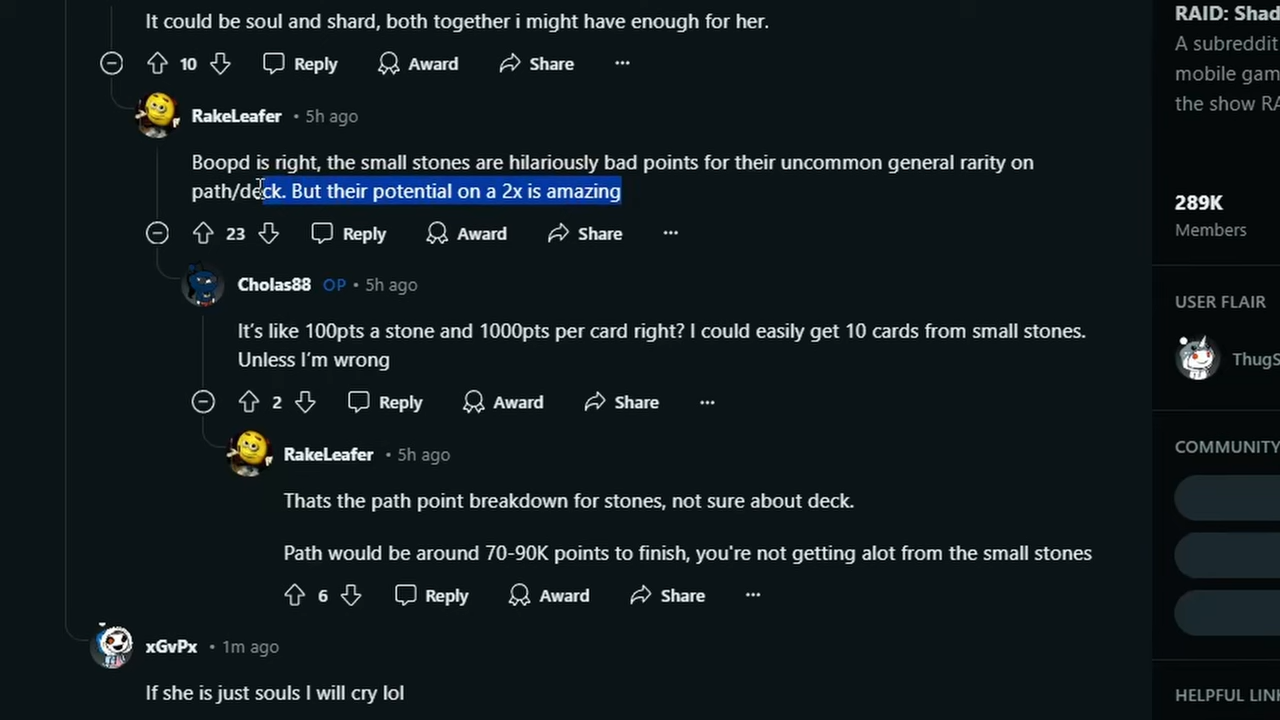 It could be soul and shard, both together i might have enough for her.
10 Reply Award Share ...
RakeLeafer • 5h ago
Boopd is right, the small stones are hilariously bad points for their uncommon general rarity on
path/deck. But their potential on a 2x is amazing
23 Reply Award Share ...
Cholas88 OP • 5h ago
It's like 100pts a stone and 1000pts per card right? I could easily get 10 cards from small stones.
Unless I'm wrong
2 Reply Award Share ...
RakeLeafer • 5h ago
Thats the path point breakdown for stones, not sure about deck.
Path would be around 70-90K points to finish, you're not getting alot from the small stones
6 Reply Award Share ...
xGvPx • 1m ago
If she is just souls I will cry lol
RAID: Shad
A subreddit
mobile gam
the show RA
289K
Members
USER FLAIR
ThugS
COMMUNITY
HELPFUL LIN